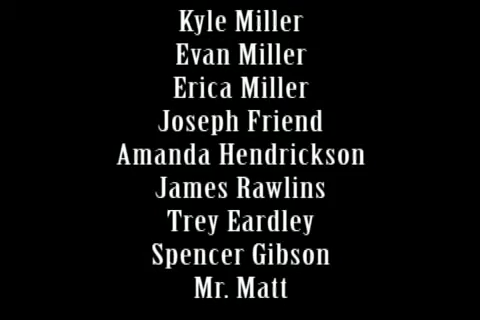 Kyle Miller
Evan Miller
Erica Miller
Joseph Friend
Amanda Hendrickson
James Rawlins
Trey Eardley
Spencer Gibson
Mr. Matt